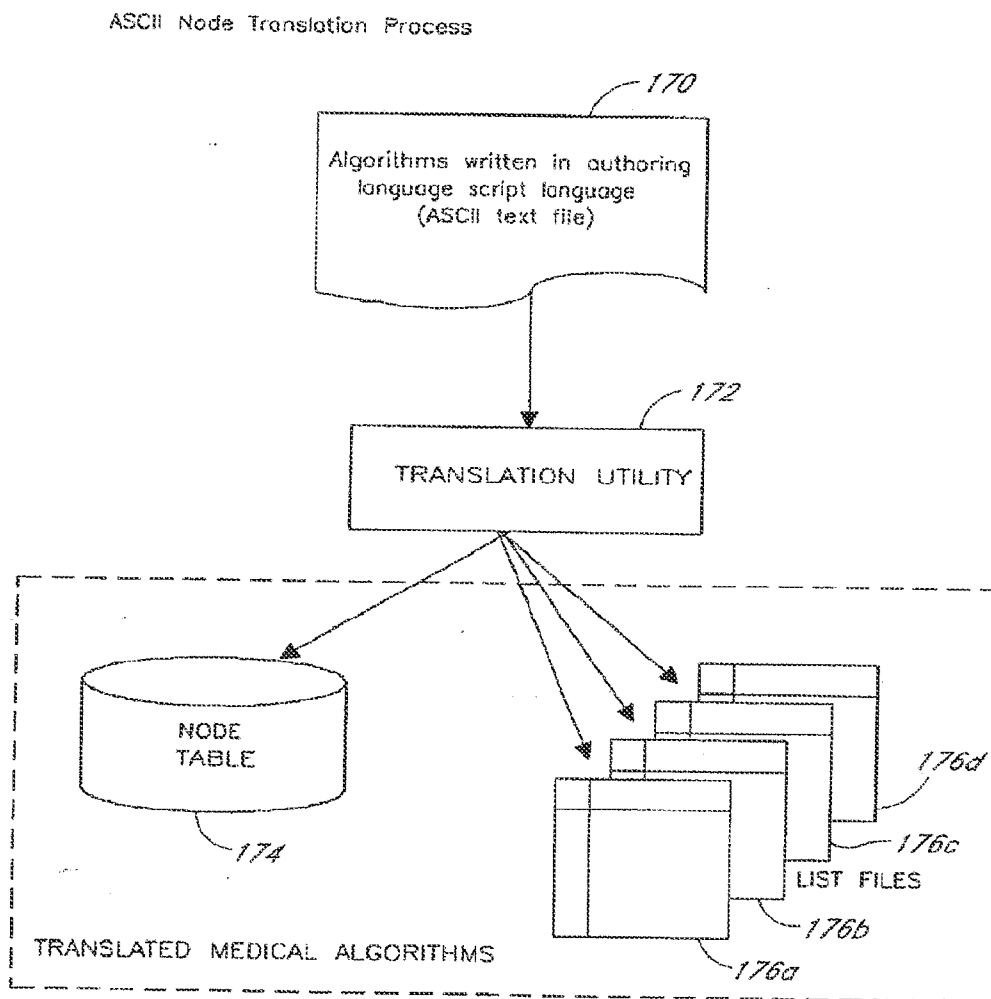 ASCII Node Translation Process
170
Algorithms written in authoring
language script language
(ASCII text file)
172
TRANSLATION UTILITY
NODE
TABLE
174
176d
176c
LIST FILES
176b
176a
TRANSLATED MEDICAL ALGORITHMS